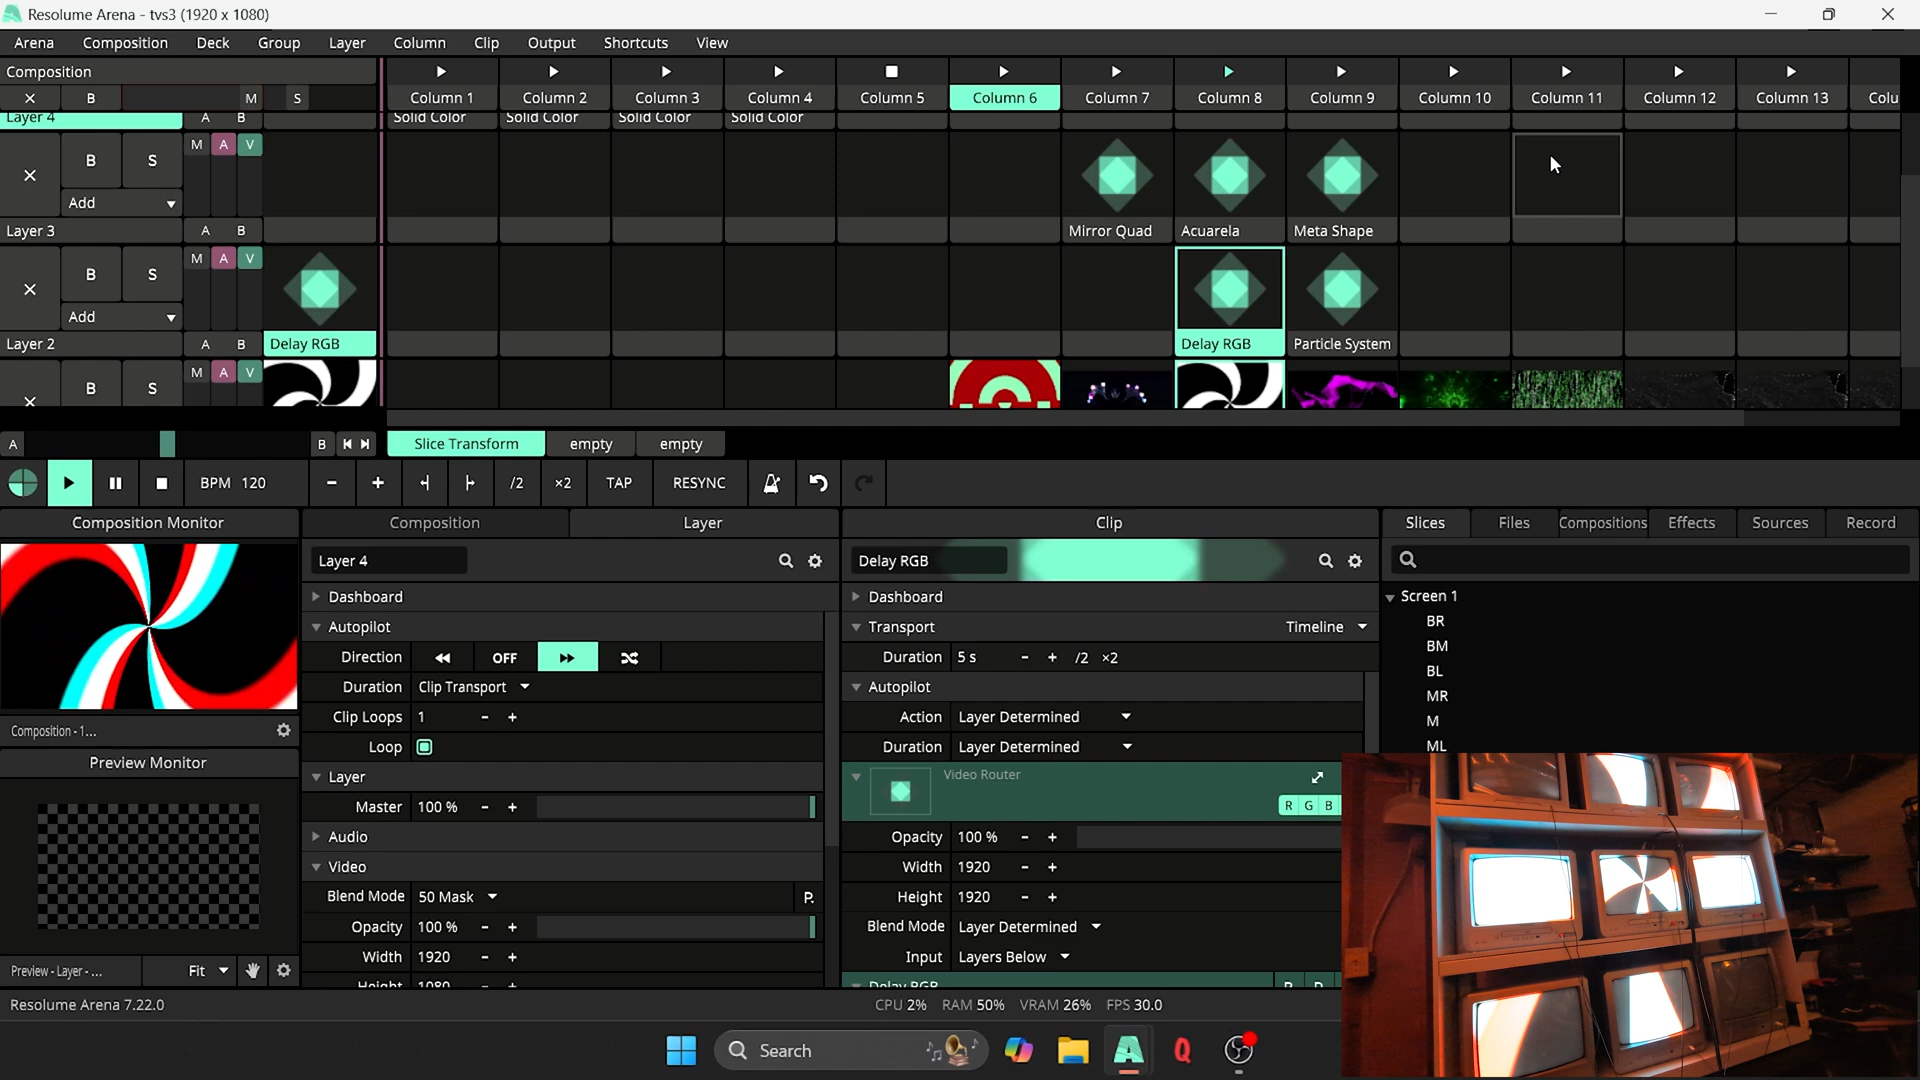 Resolume Arena - tvs3 (1920 x 1080)
Arena Composition Deck Group Layer Column Clip Output Shortcuts View
Composition
X B M S Column 1 Column 2 Column 3 Column 4 Column 5 Column 6 Column 7 Column 8 Column 9 Column 10 Column 11 Column 12 Column 13 Colu
Layer 4 A B Solid Color Solid Color Solid Color Solid Color
B S M A V
Add
Layer 3 A B Mirror Quad Acuarela Meta Shape
B S M A V
Add
Layer 2 A B Delay RGB Delay RGB Particle System
B S M A V
A B Slice Transform empty empty
BPM 120 - + /2 ×2 TAP RESYNC
Composition Monitor Composition Layer Clip Slices Files Compositions Effects Sources Record
Layer 4 Delay RGB
Dashboard Dashboard Screen 1
Autopilot Transport Timeline BR
Direction OFF Duration 5 s - + /2 ×2 BM
Duration Clip Transport Autopilot BL
Clip Loops 1 - + Action Layer Determined MR
Composition - 1... Loop Duration Layer Determined M
ML
Preview Monitor Layer Video Router
Master 100 % - + R G B
Audio Opacity 100 % - +
Video Width 1920 - +
Blend Mode 50 Mask P. Height 1920 - +
Opacity 100 % - + Blend Mode Layer Determined
Width 1920 - + Input Layers Below
Preview - Layer - ... Fit Height 1080 - + Delay RGB B P.
Resolume Arena 7.22.0 CPU 2% RAM 50% VRAM 26% FPS 30.0
Search